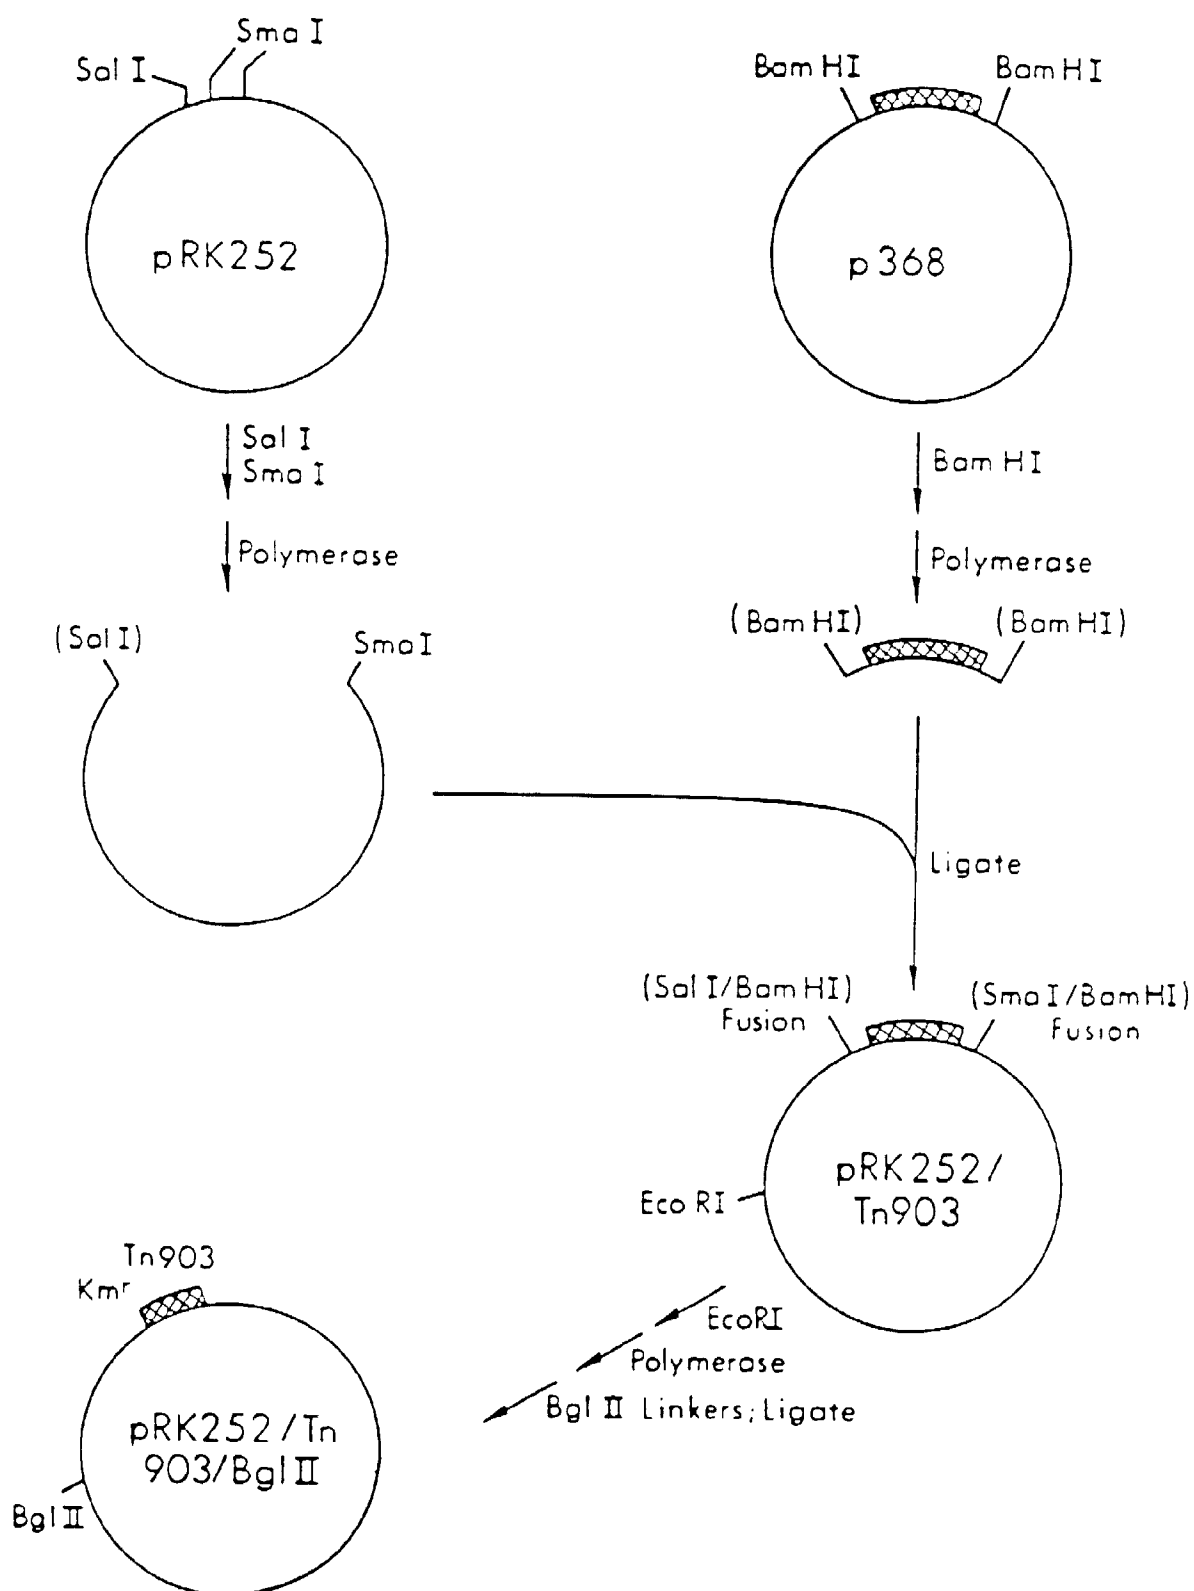 Sma I
Sal I
pRK252
Bam HI
Bam HI
p368
Sal I
Sma I
Polymerase
Bam HI
Polymerase
(Sal I)
Sma I
(Bam HI)
(Bam HI)
Ligate
(Sal I/Bam HI)
Fusion
(Sma I/Bam HI)
Fusion
pRK252/
Tn903
Eco RI
EcoRI
Polymerase
Bgl II Linkers; Ligate
Tn903
Kmr
pRK252/Tn
903/Bgl II
Bgl II